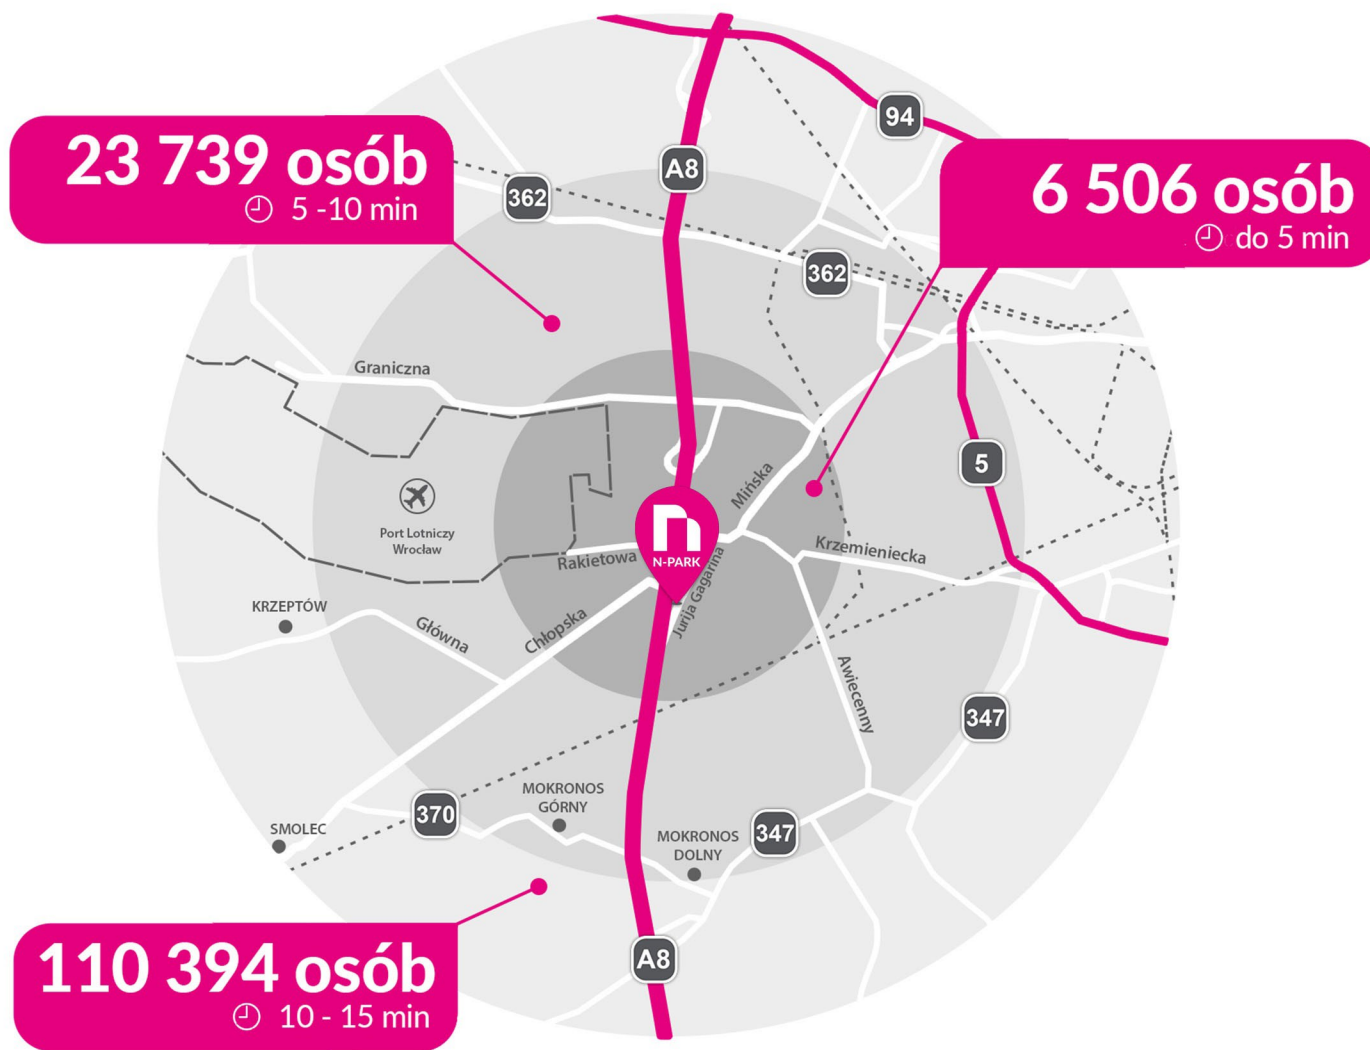 94
A8
23 739 osób
5 -10 min
362
6 506 osób
do 5 min
362
Graniczna
5
Mińska
Port Lotniczy
Wrocław
N-PARK
Rakietowa
Krzemieniecka
Jurija Gagarina
KRZEPTÓW
Główna
Chłopska
Awiecenny
347
370
MOKRONOS
GÓRNY
SMOLEC
MOKRONOS
DOLNY
347
110 394 osób
10 - 15 min
A8